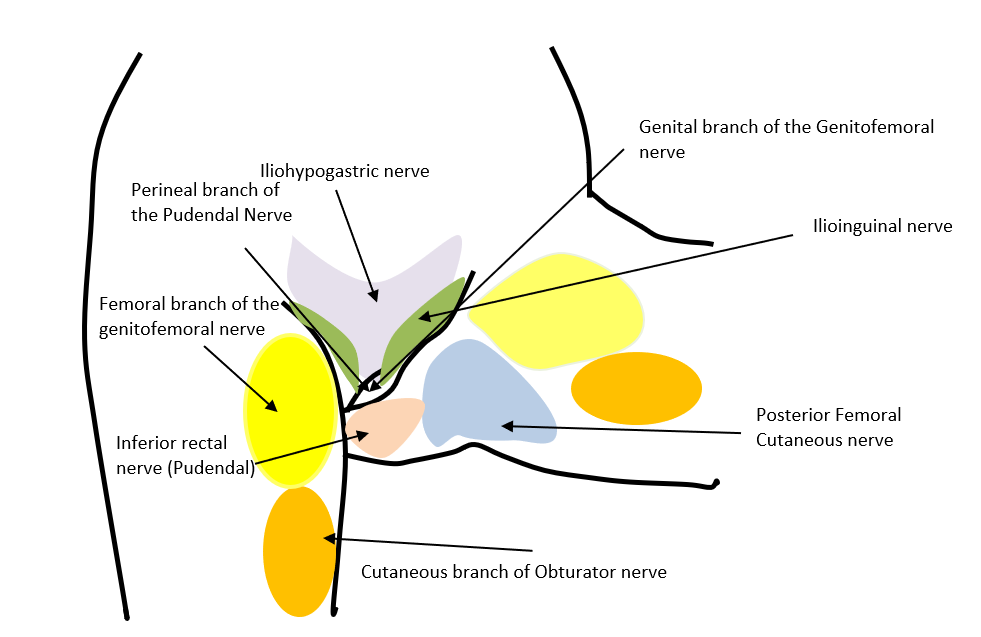 Genital branch of the Genitofemoral
nerve
Iliohypogastric nerve
Perineal branch of
the Pudendal Nerve
Ilioinguinal nerve
Femoral branch of the
genitofemoral nerve
Posterior Femoral
Cutaneous nerve
Inferior rectal
nerve (Pudendal)
Cutaneous branch of Obturator nerve